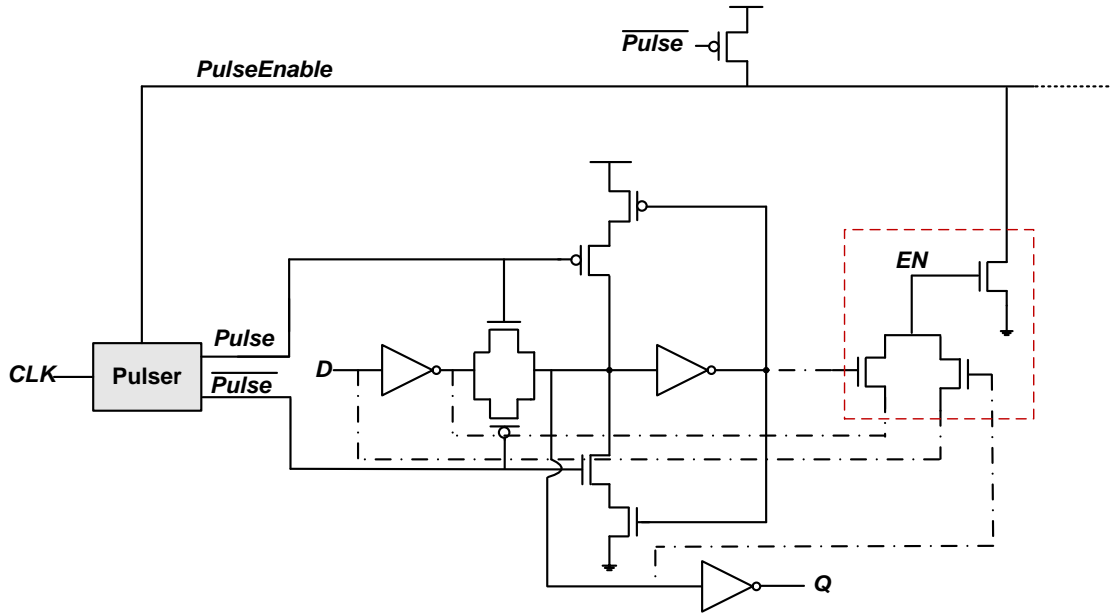 Pulse
PulseEnable
EN
Pulse
CLK
Pulser
D
Pulse
Q